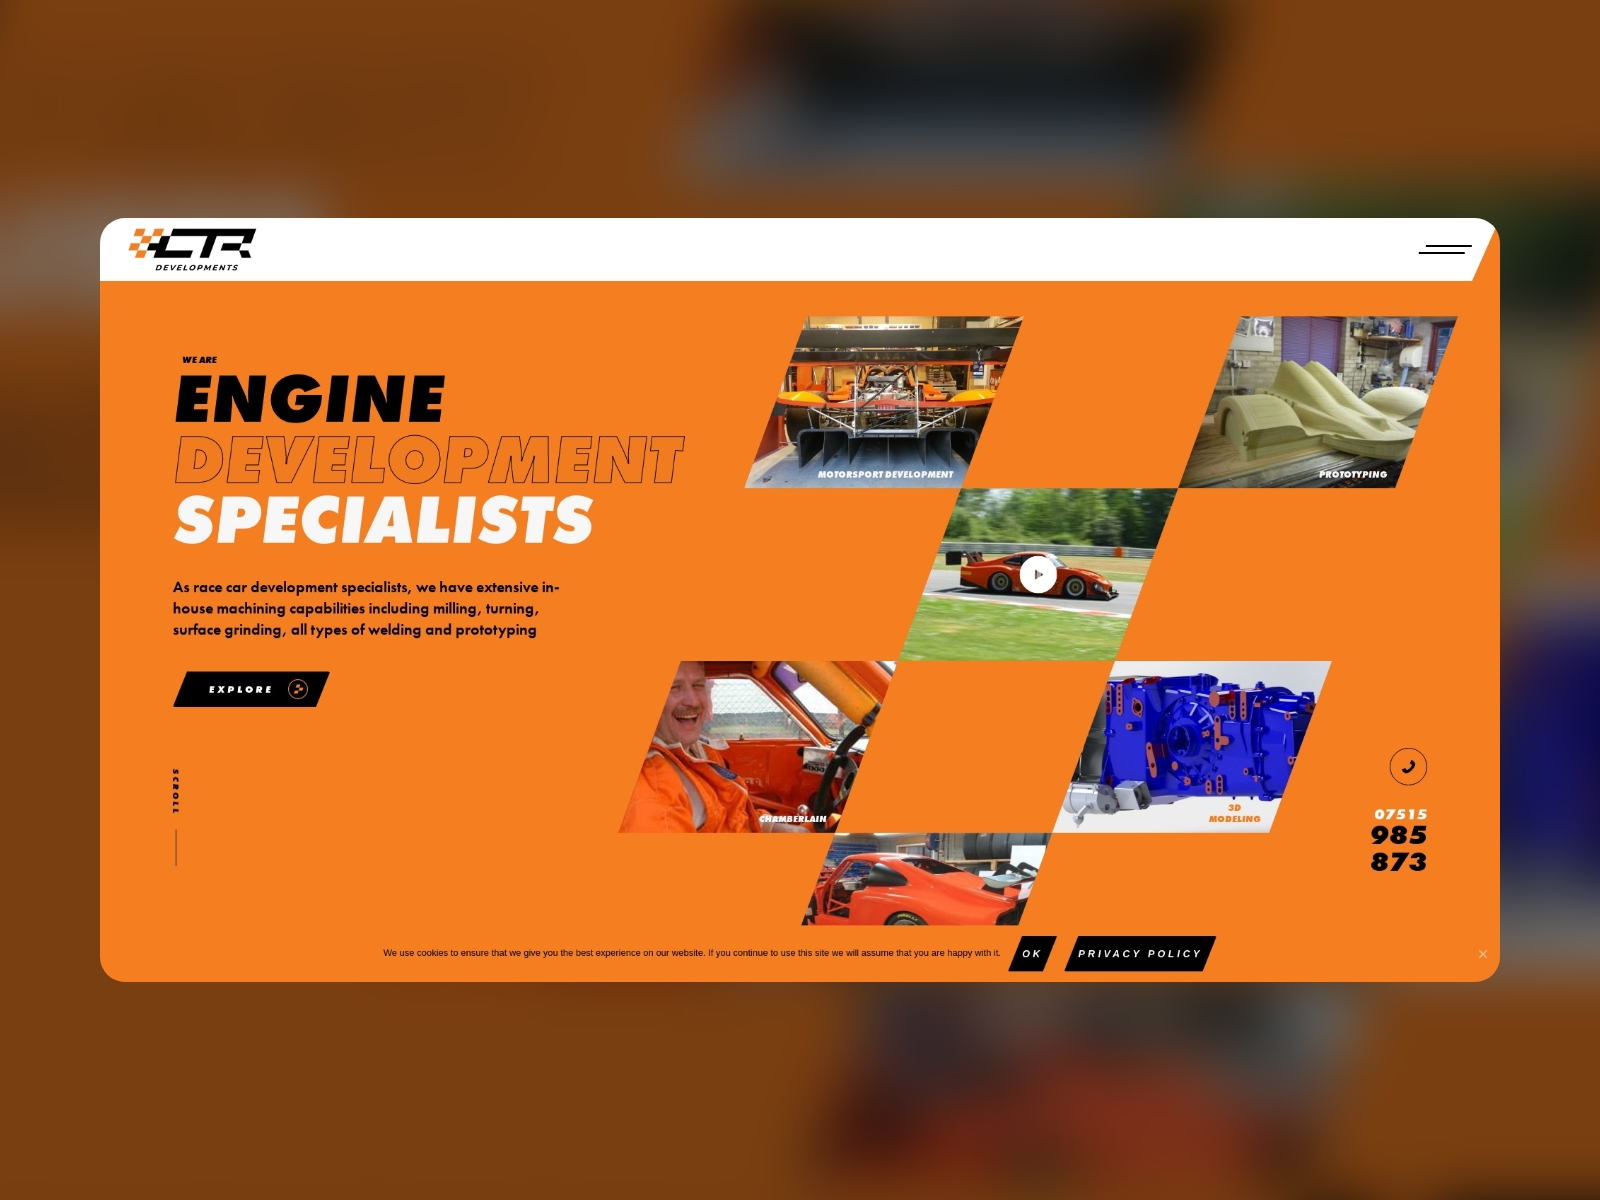 CTR
DEVELOPMENTS
WE ARE
ENGINE
DEVELOPMENT
SPECIALISTS
As race car development specialists, we have extensive in-
house machining capabilities including milling, turning,
surface grinding, all types of welding and prototyping
EXPLORE
SCROLL
MOTORSPORT DEVELOPMENT
PROTOTYPING
CHAMBERLAIN
3D
MODELING
07515
985
873
We use cookies to ensure that we give you the best experience on our website. If you continue to use this site we will assume that you are happy with it.
OK
PRIVACY POLICY